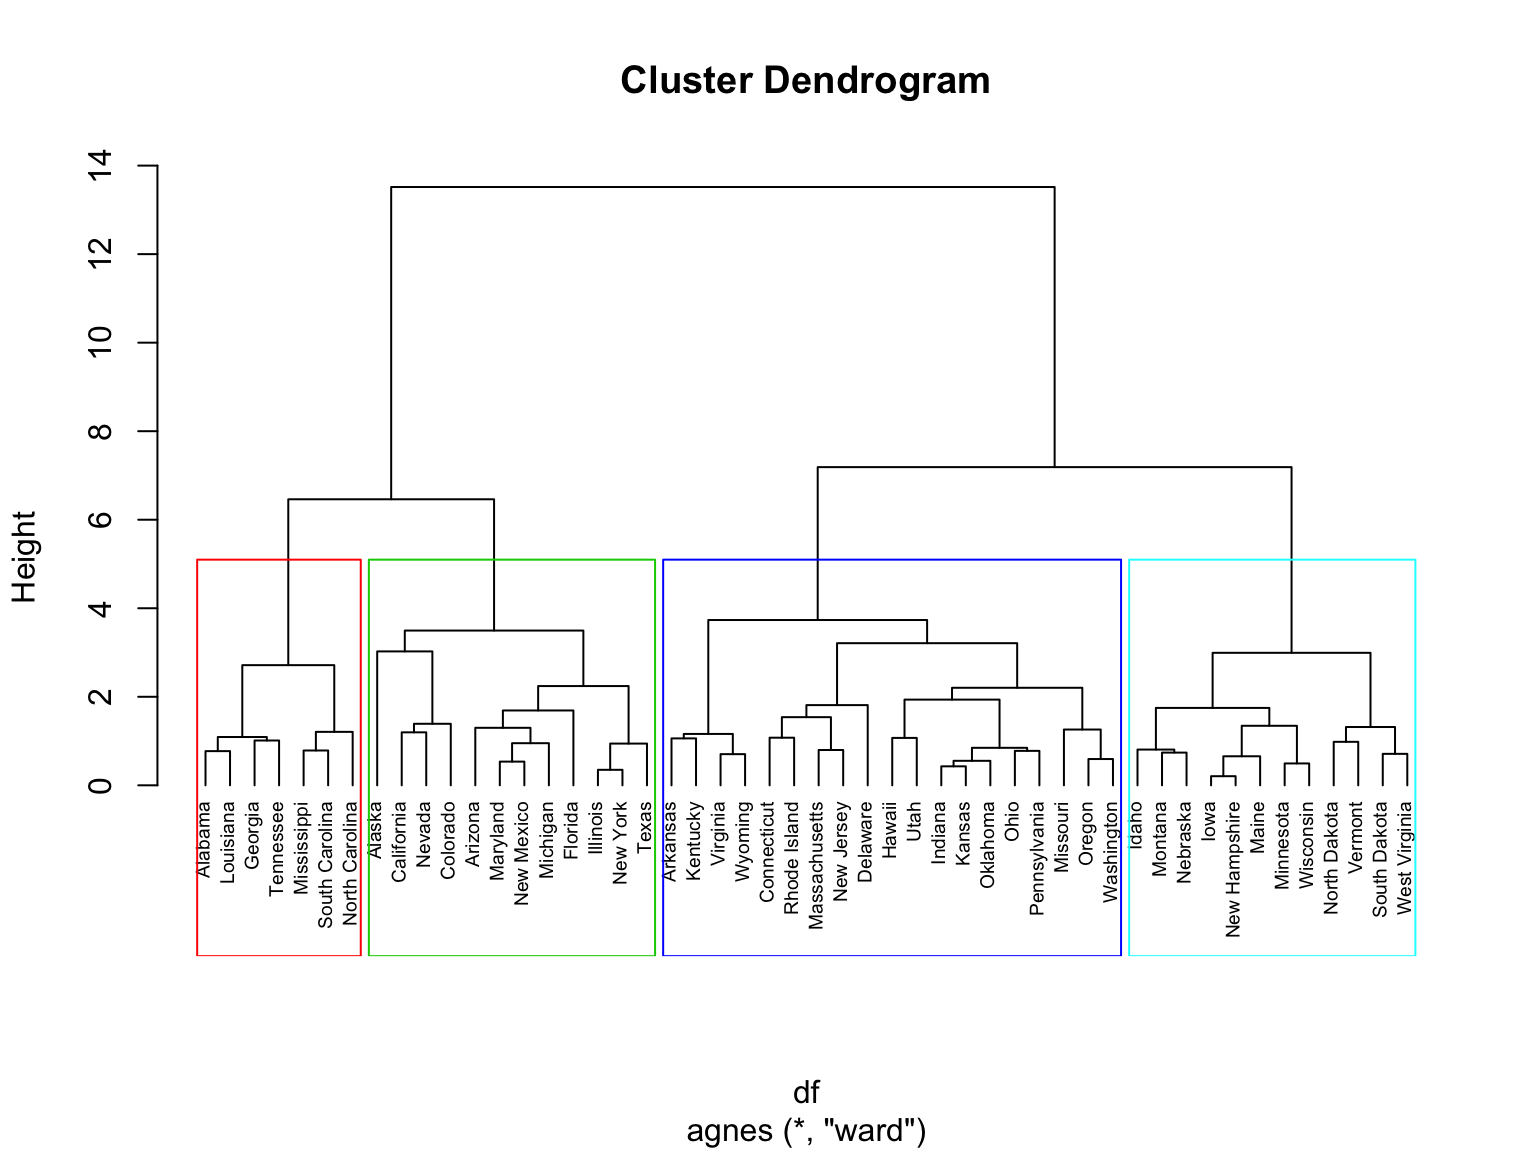 Cluster Dendrogram
Height
14
12
10
8
6
4
2
0
Alabama
Louisiana
Georgia
Tennessee
Mississippi
South Carolina
North Carolina
Alaska
California
Nevada
Colorado
Arizona
Maryland
New Mexico
Michigan
Florida
Illinois
New York
Texas
Arkansas
Kentucky
Virginia
Wyoming
Connecticut
Rhode Island
Massachusetts
New Jersey
Delaware
Hawaii
Utah
Indiana
Kansas
Oklahoma
Ohio
Pennsylvania
Missouri
Oregon
Washington
Idaho
Montana
Nebraska
Iowa
New Hampshire
Maine
Minnesota
Wisconsin
North Dakota
Vermont
South Dakota
West Virginia
df
agnes (*, "ward")